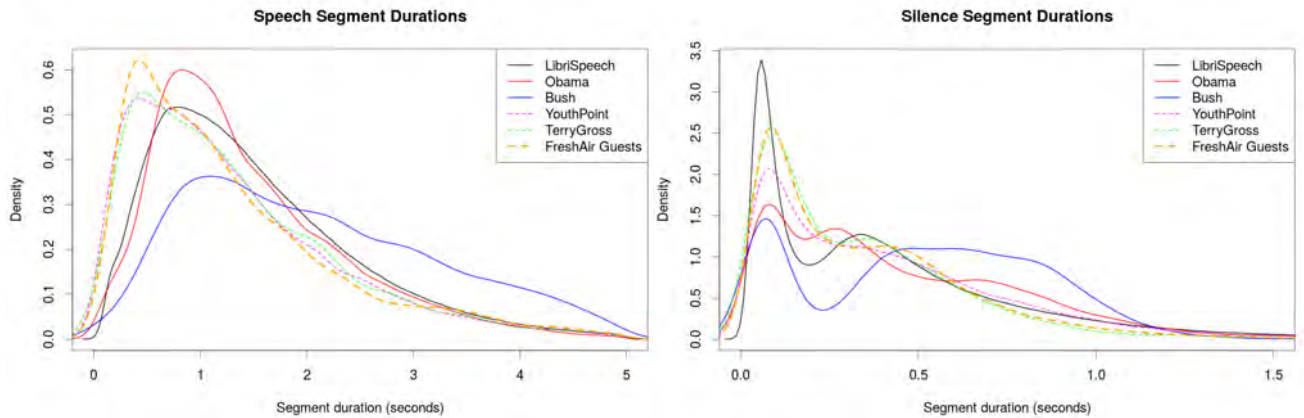 Speech Segment Durations
Density
0.0 0.1 0.2 0.3 0.4 0.5 0.6
LibriSpeech
Obama
Bush
YouthPoint
TerryGross
FreshAir Guests
0 1 2 3 4 5
Segment duration (seconds)
Silence Segment Durations
Density
0.0 0.5 1.0 1.5 2.0 2.5 3.0 3.5
LibriSpeech
Obama
Bush
YouthPoint
TerryGross
FreshAir Guests
0.0 0.5 1.0 1.5
Segment duration (seconds)